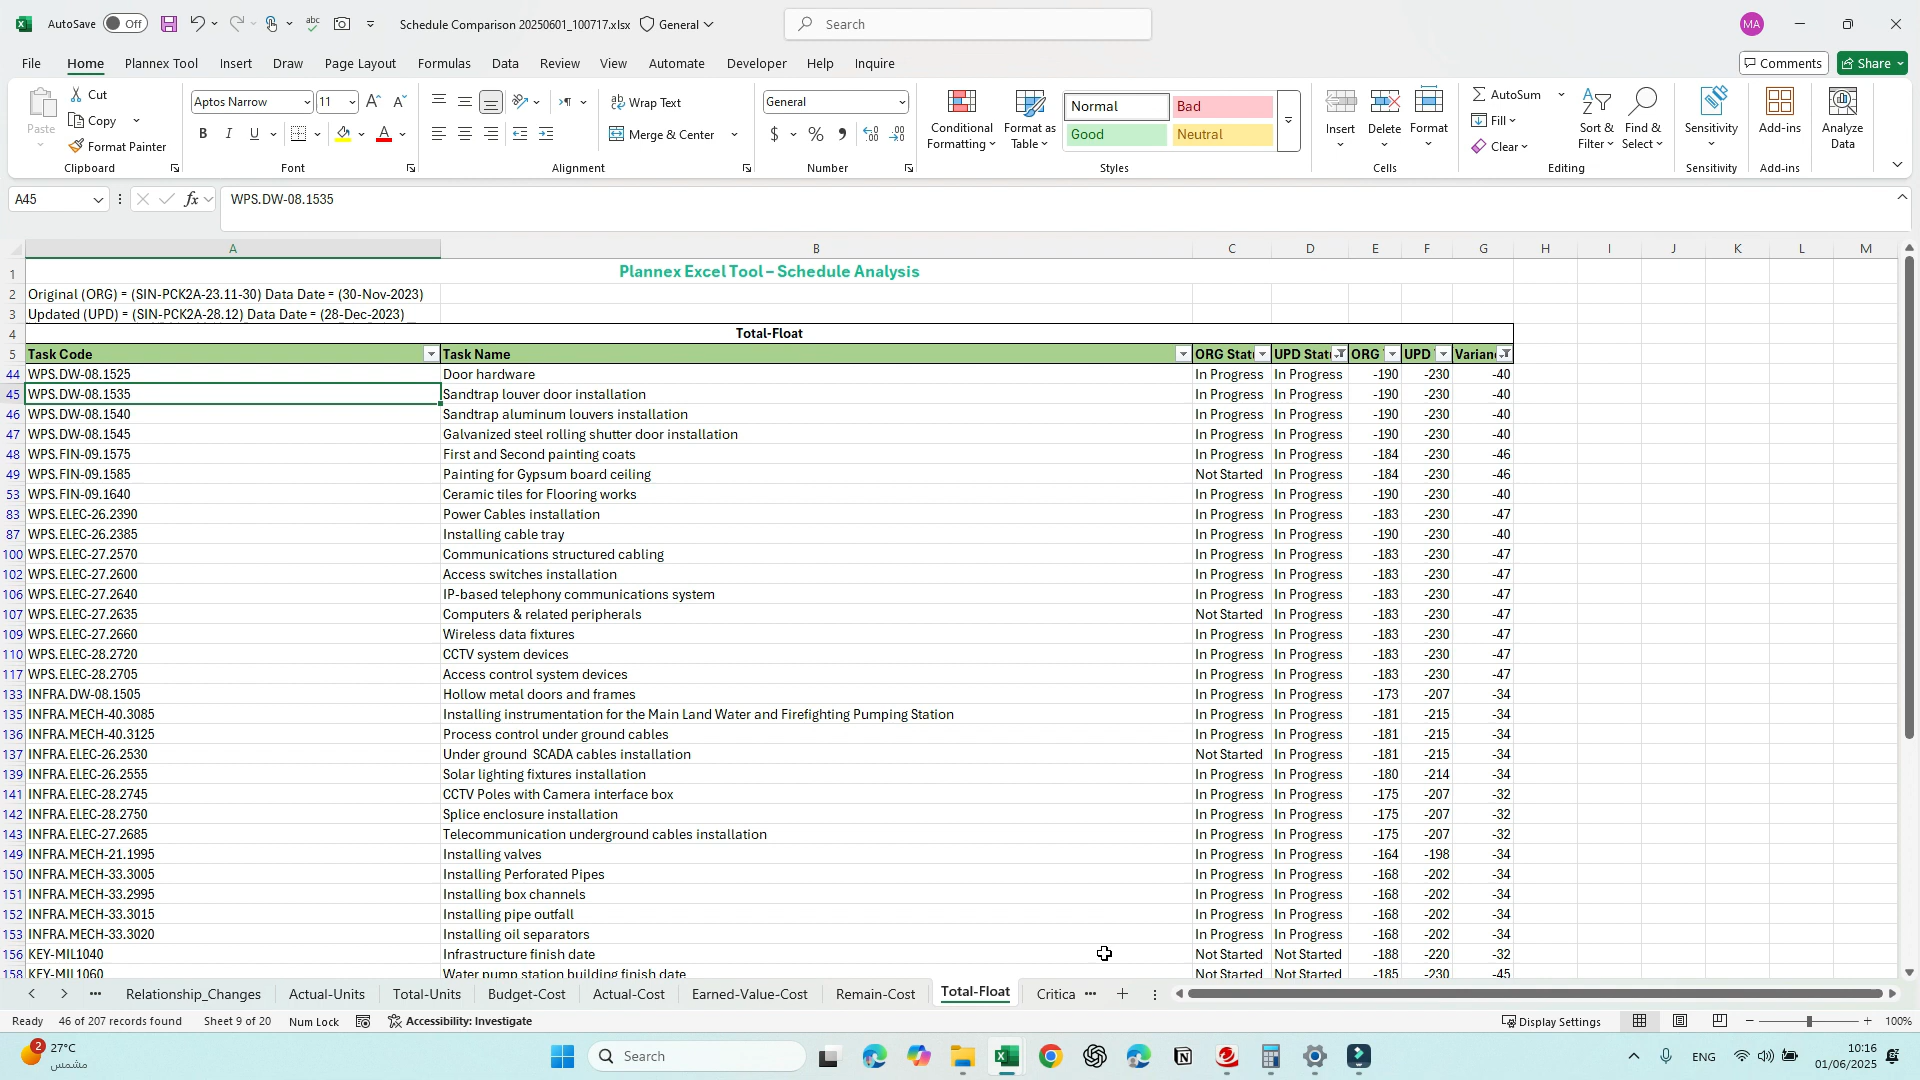 AutoSave Off Schedule Comparison 20250601_100717.xlsx General Search MA
File Home Plannex Tool Insert Draw Page Layout Formulas Data Review View Automate Developer Help Inquire Comments Share
Paste Cut Copy Format Painter Clipboard
Aptos Narrow 11 B I U Font
Wrap Text Merge & Center Alignment
General $ % Number
Conditional Formatting Format as Table Normal Bad Good Neutral Styles
Insert Delete Format Cells
AutoSum Fill Clear Sort & Filter Find & Select Editing
Sensitivity Sensitivity Add-ins Add-ins Analyze Data
A45 fx WPS.DW-08.1535
A B C D E F G H I J K L M
1 Plannex Excel Tool – Schedule Analysis
2 Original (ORG) = (SIN-PCK2A-23.11-30) Data Date = (30-Nov-2023)
3 Updated (UPD) = (SIN-PCK2A-28.12) Data Date = (28-Dec-2023)
4 Total-Float
5 Task Code Task Name ORG Stat UPD Stat ORG UPD Varian
44 WPS.DW-08.1525 Door hardware In Progress In Progress -190 -230 -40
45 WPS.DW-08.1535 Sandtrap louver door installation In Progress In Progress -190 -230 -40
46 WPS.DW-08.1540 Sandtrap aluminum louvers installation In Progress In Progress -190 -230 -40
47 WPS.DW-08.1545 Galvanized steel rolling shutter door installation In Progress In Progress -190 -230 -40
48 WPS.FIN-09.1575 First and Second painting coats In Progress In Progress -184 -230 -46
49 WPS.FIN-09.1585 Painting for Gypsum board ceiling Not Started In Progress -184 -230 -46
53 WPS.FIN-09.1640 Ceramic tiles for Flooring works In Progress In Progress -190 -230 -40
83 WPS.ELEC-26.2390 Power Cables installation In Progress In Progress -183 -230 -47
87 WPS.ELEC-26.2385 Installing cable tray In Progress In Progress -190 -230 -40
100 WPS.ELEC-27.2570 Communications structured cabling In Progress In Progress -183 -230 -47
102 WPS.ELEC-27.2600 Access switches installation In Progress In Progress -183 -230 -47
106 WPS.ELEC-27.2640 IP-based telephony communications system In Progress In Progress -183 -230 -47
107 WPS.ELEC-27.2635 Computers & related peripherals Not Started In Progress -183 -230 -47
109 WPS.ELEC-27.2660 Wireless data fixtures In Progress In Progress -183 -230 -47
110 WPS.ELEC-28.2720 CCTV system devices In Progress In Progress -183 -230 -47
117 WPS.ELEC-28.2705 Access control system devices In Progress In Progress -183 -230 -47
133 INFRA.DW-08.1505 Hollow metal doors and frames In Progress In Progress -173 -207 -34
135 INFRA.MECH-40.3085 Installing instrumentation for the Main Land Water and Firefighting Pumping Station In Progress In Progress -181 -215 -34
136 INFRA.MECH-40.3125 Process control under ground cables In Progress In Progress -181 -215 -34
137 INFRA.ELEC-26.2530 Under ground SCADA cables installation Not Started In Progress -181 -215 -34
139 INFRA.ELEC-26.2555 Solar lighting fixtures installation In Progress In Progress -180 -214 -34
141 INFRA.ELEC-28.2745 CCTV Poles with Camera interface box In Progress In Progress -175 -207 -32
142 INFRA.ELEC-28.2750 Splice enclosure installation In Progress In Progress -175 -207 -32
143 INFRA.ELEC-27.2685 Telecommunication underground cables installation In Progress In Progress -175 -207 -32
149 INFRA.MECH-21.1995 Installing valves In Progress In Progress -164 -198 -34
150 INFRA.MECH-33.3005 Installing Perforated Pipes In Progress In Progress -168 -202 -34
151 INFRA.MECH-33.2995 Installing box channels In Progress In Progress -168 -202 -34
152 INFRA.MECH-33.3015 Installing pipe outfall In Progress In Progress -168 -202 -34
153 INFRA.MECH-33.3020 Installing oil separators In Progress In Progress -168 -202 -34
156 KEY-MIL1040 Infrastructure finish date Not Started Not Started -188 -220 -32
158 KEY-MIL1060 Water pump station building finish date Not Started Not Started -185 -230 -45
Relationship_Changes Actual-Units Total-Units Budget-Cost Actual-Cost Earned-Value-Cost Remain-Cost Total-Float Critica
Ready 46 of 207 records found Sheet 9 of 20 Num Lock Accessibility: Investigate Display Settings 100%
2 27°C Search ENG 10:16
مشمس 01/06/2025